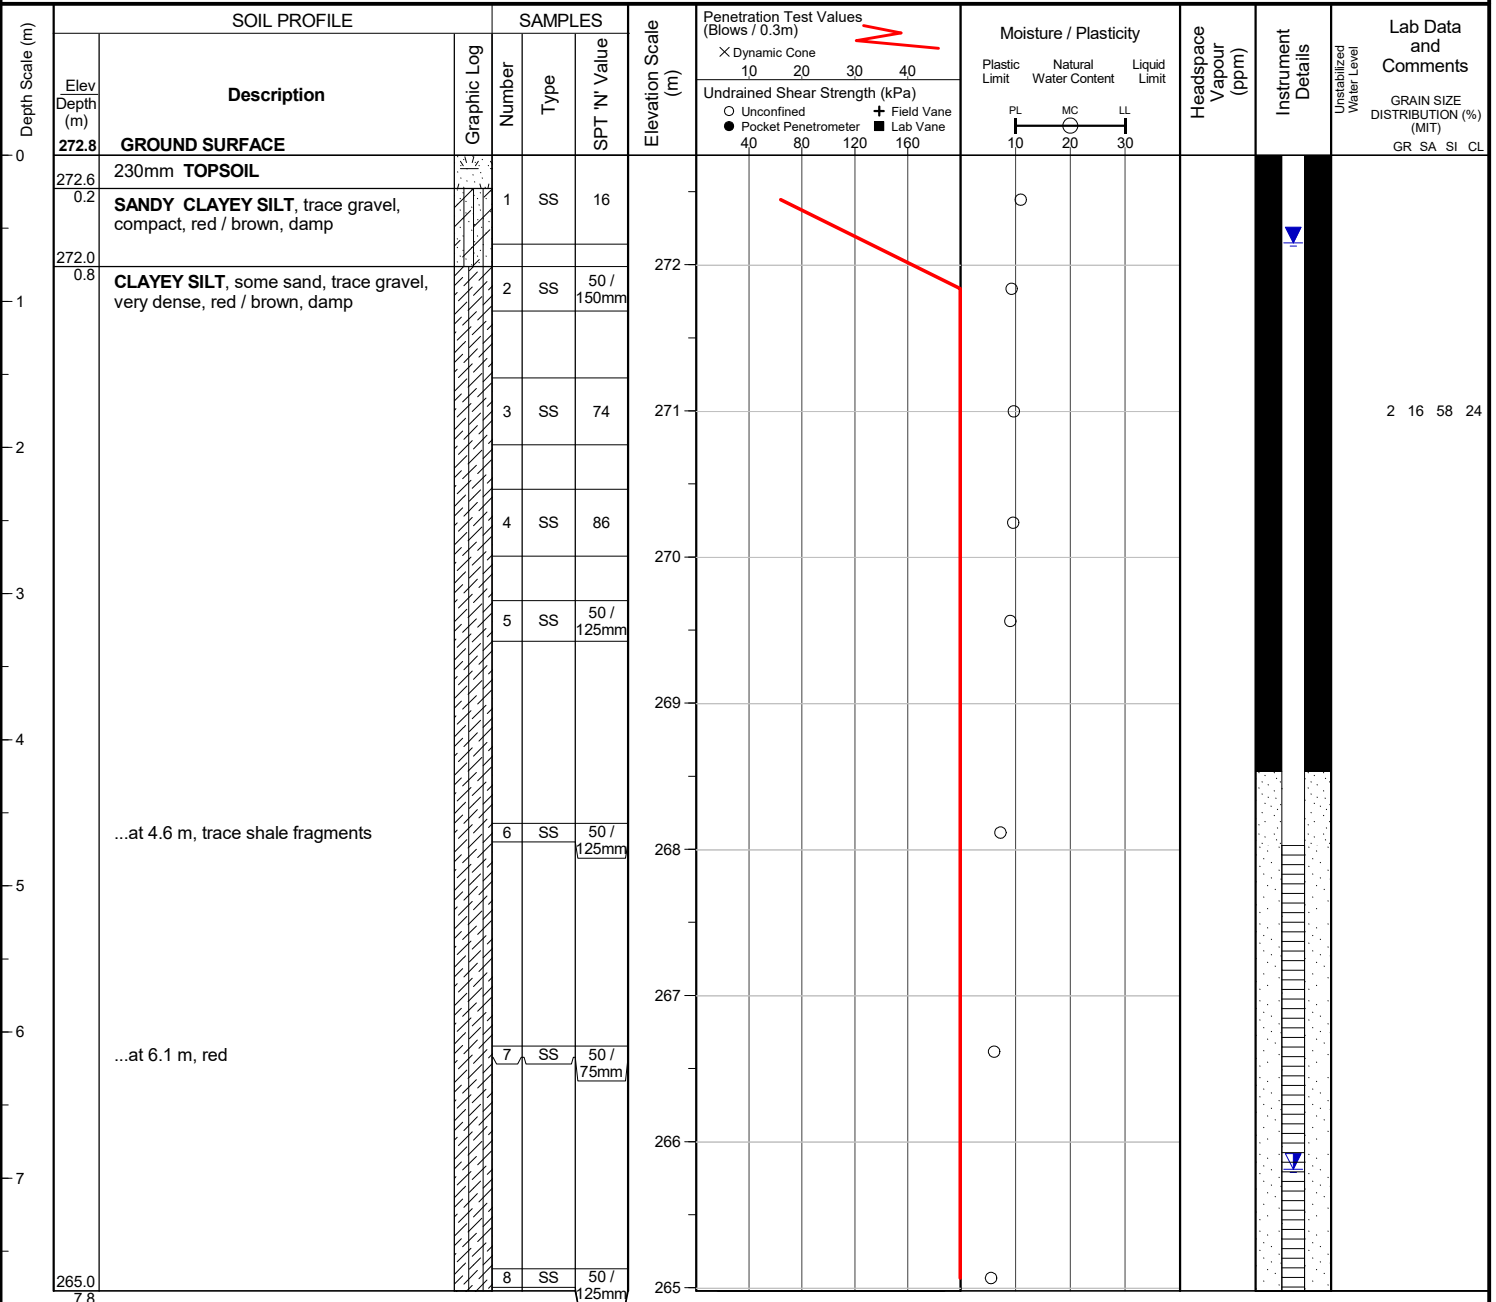 Depth Scale (m)
SOIL PROFILE
Elev
Depth
(m)
Description
Graphic Log
SAMPLES
Number
Type
SPT 'N' Value
Elevation Scale
(m)
Penetration Test Values
(Blows / 0.3m)
Dynamic Cone
10 20 30 40
Undrained Shear Strength (kPa)
Unconfined Field Vane
Pocket Penetrometer Lab Vane
40 80 120 160
Moisture / Plasticity
Plastic Limit
Natural Water Content
Liquid Limit
PL MC LL
10 20 30
Headspace
Vapour
(ppm)
Instrument
Details
Unstabilized
Water Level
Lab Data
and
Comments
GRAIN SIZE
DISTRIBUTION (%)
(MIT)
GR SA SI CL
272.8 GROUND SURFACE
0
230mm TOPSOIL
272.6
0.2
SANDY CLAYEY SILT, trace gravel,
compact, red / brown, damp
1 SS 16
272.0
0.8
272
CLAYEY SILT, some sand, trace gravel,
very dense, red / brown, damp
2 SS 50 /
150mm
1
3 SS 74
271
2 16 58 24
2
4 SS 86
270
3
5 SS 50 /
125mm
269
4
...at 4.6 m, trace shale fragments
6 SS 50 /
125mm
268
5
267
6
...at 6.1 m, red
7 SS 50 /
75mm
266
7
8 SS 50 /
125mm
265.0
7.8
265